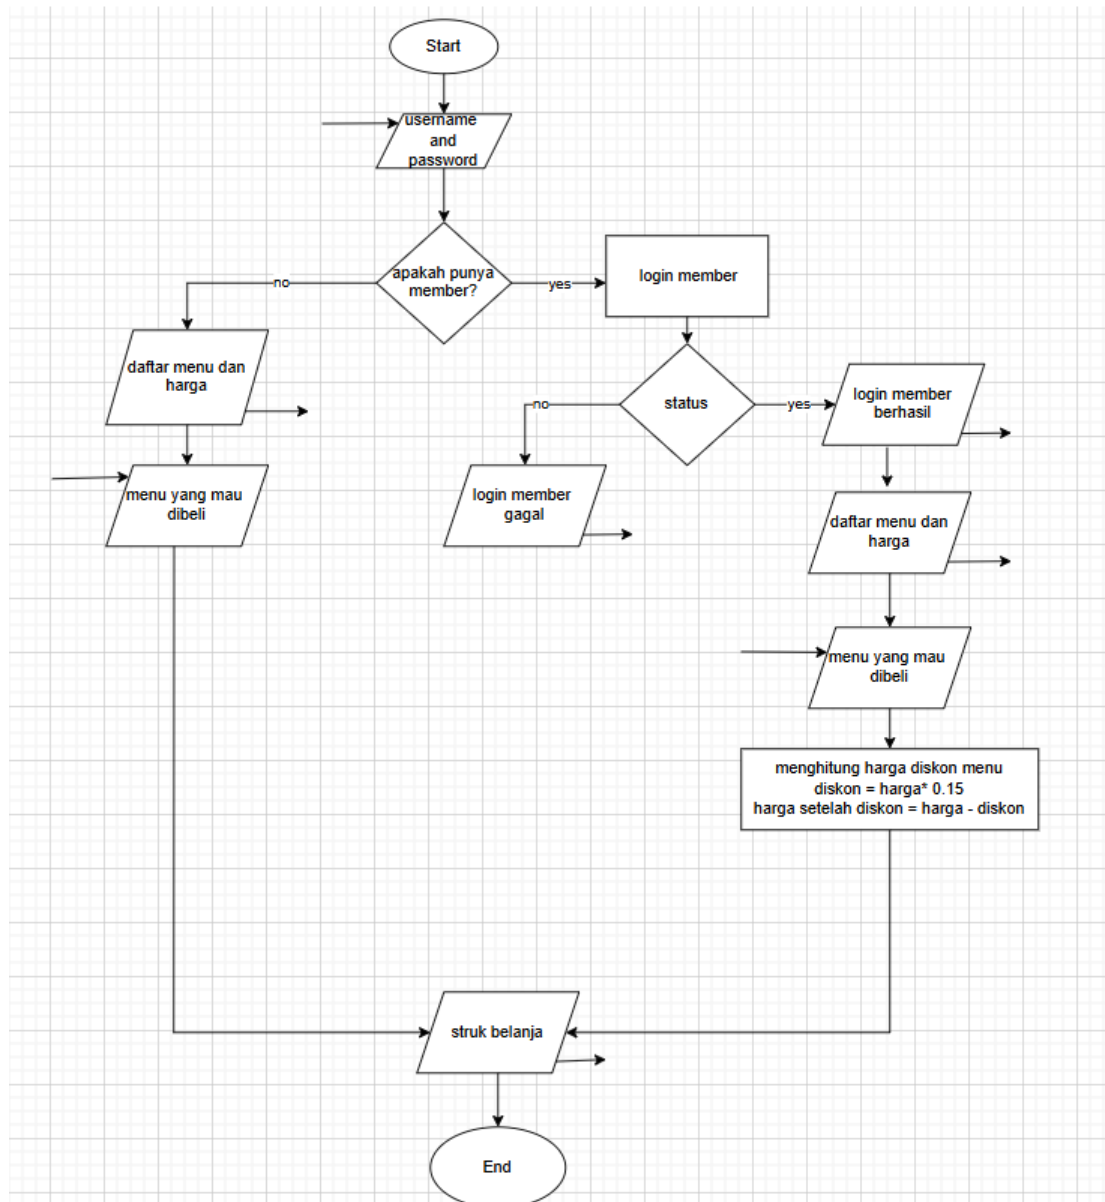 Start
username
and
password
apakah punya
member?
no
yes
login member
daftar menu dan
harga
status
no
yes
login member
berhasil
menu yang mau
dibeli
login member
gagal
daftar menu dan
harga
menu yang mau
dibeli
menghitung harga diskon menu
diskon = harga* 0.15
harga setelah diskon = harga - diskon
struk belanja
End